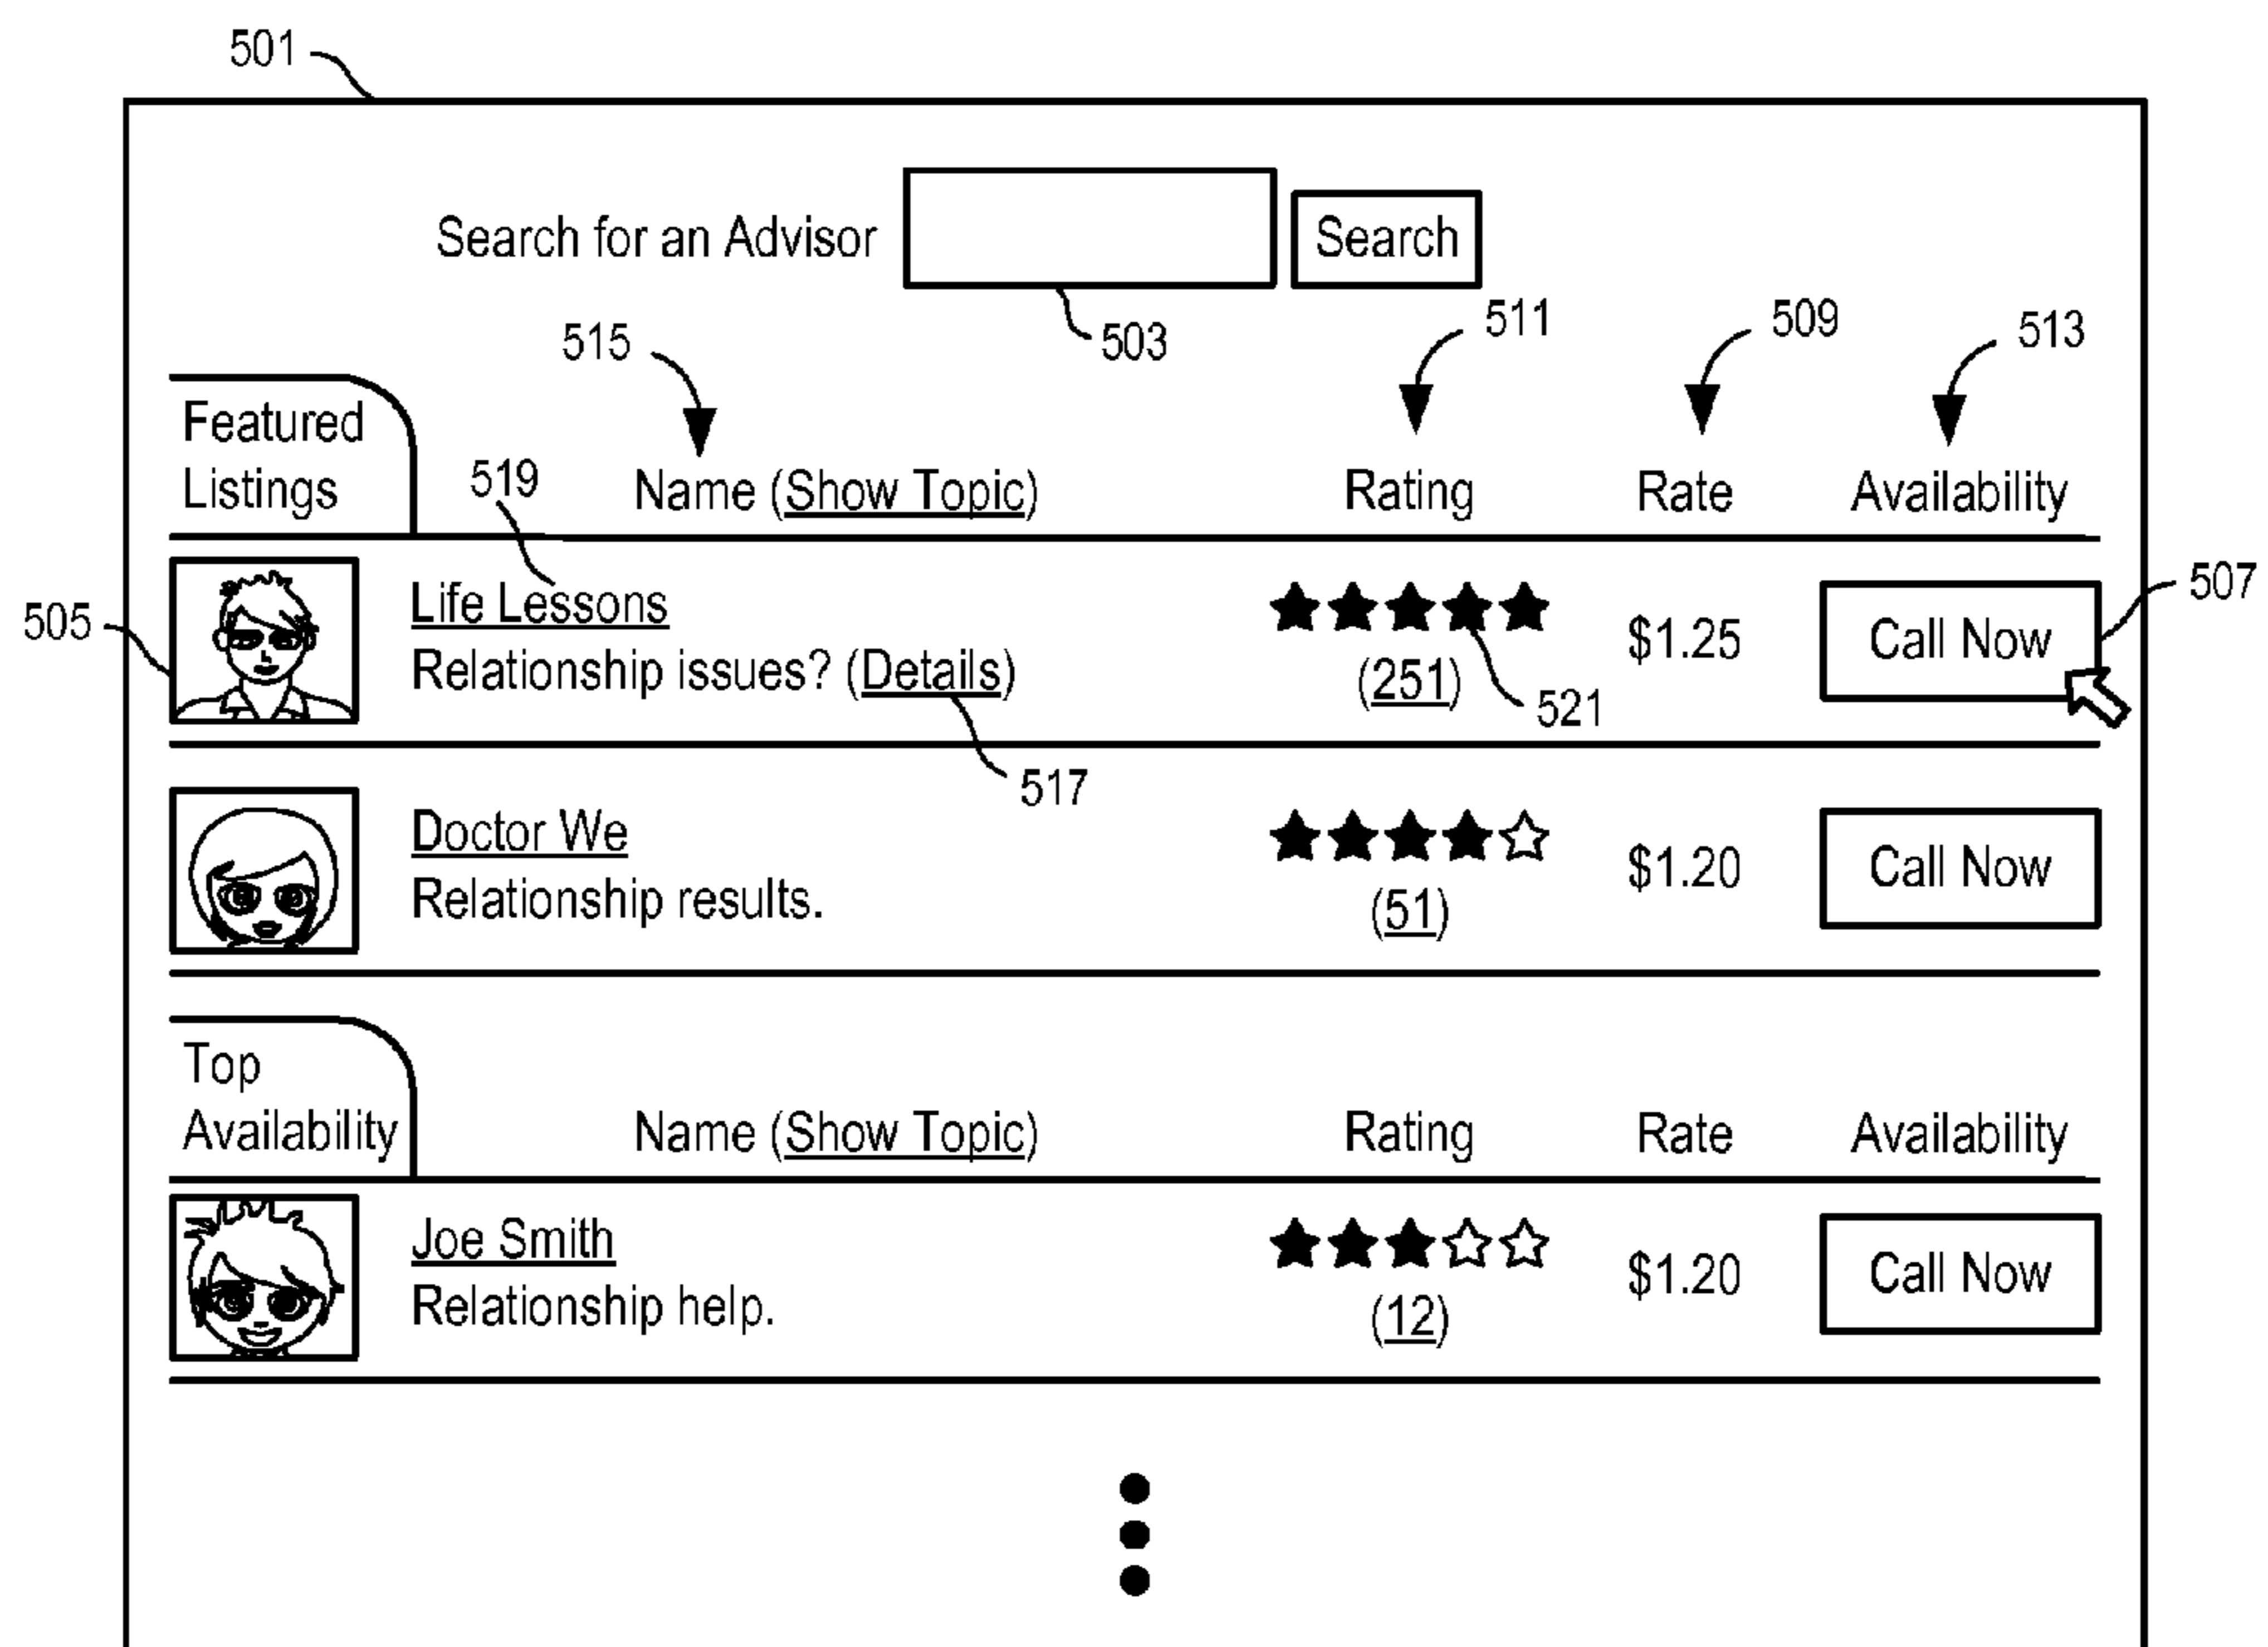 501
Search for an Advisor Search
515 503 511 509 513
Featured
Listings 519 Name (Show Topic) Rating Rate Availability
505 Life Lessons $1.25 Call Now 507
Relationship issues? (Details) (251) 521
517
Doctor We
Relationship results. (51) $1.20 Call Now
Top
Availability Name (Show Topic) Rating Rate Availability
Joe Smith
Relationship help. (12) $1.20 Call Now